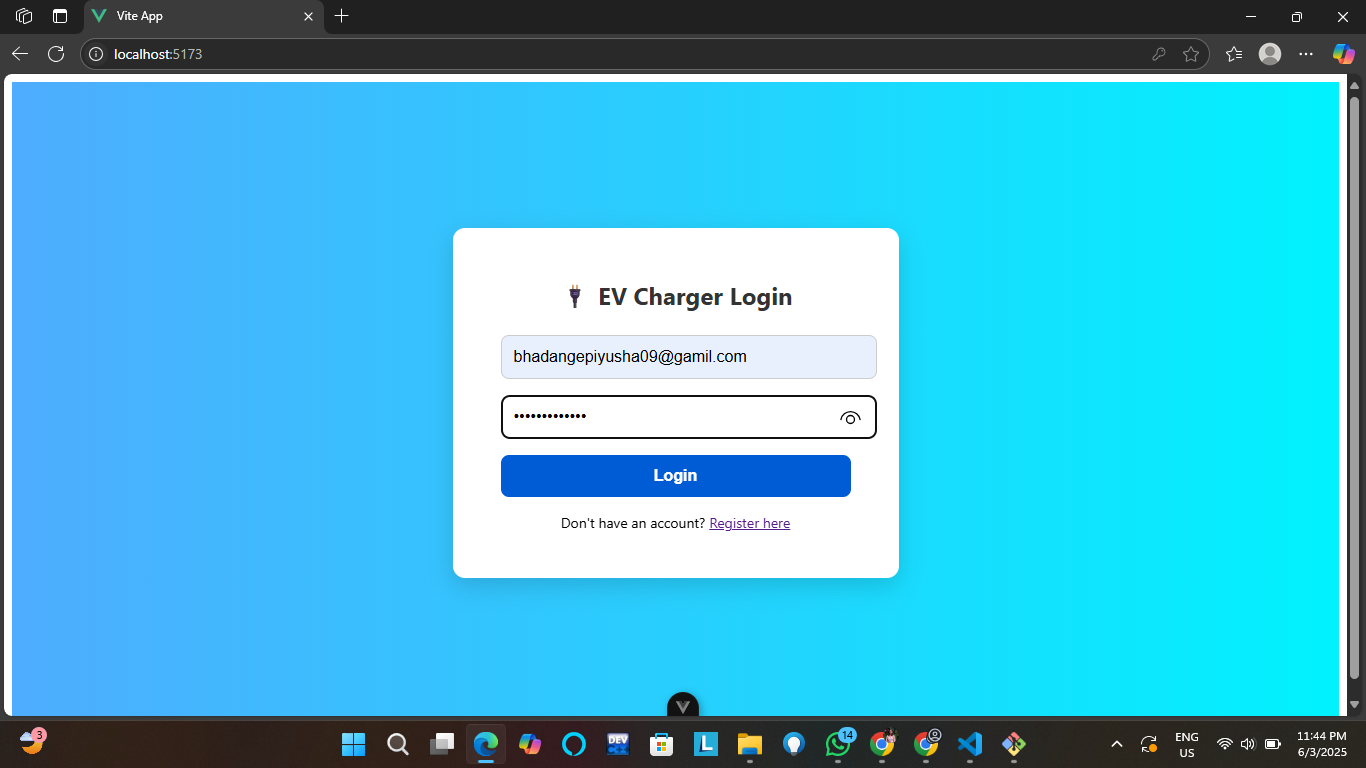 Vite App
localhost:5173
EV Charger Login
bhadangepiyusha09@gamil.com
•••••••••••••
Login
Don't have an account? Register here
3
DEV
L
14
ENG
US
11:44 PM
6/3/2025